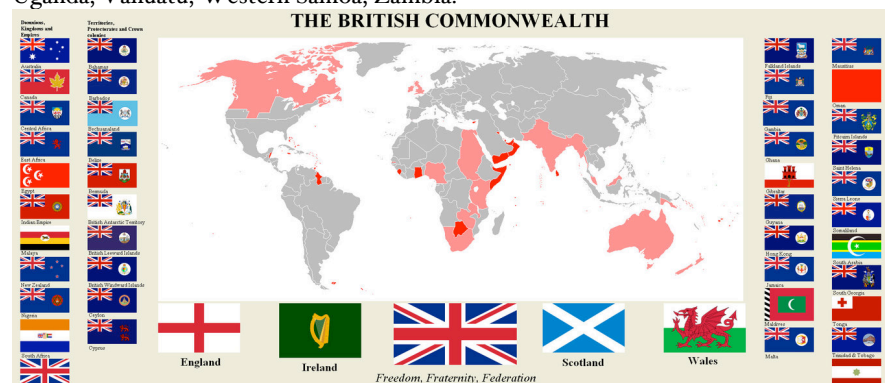 Uganda, Vanuatu, Western Samoa, Zambia.
THE BRITISH COMMONWEALTH
Dominions,
Kingdoms and
Empires
Australia
Canada
Central Africa
East Africa
Egypt
Indian Empire
Malaya
New Zealand
Nigeria
South Africa
Territories,
Protectorates and Crown
colonies
Bahamas
Barbados
Bechuanaland
Belize
Bermuda
British Antarctic Territory
British Leeward Islands
British Windward Islands
Ceylon
Cyprus
Falkland Islands
Fiji
Gambia
Ghana
Gibraltar
Guyana
Hong Kong
Jamaica
Maldives
Malta
Mauritius
Oman
Pitcairn Islands
Saint Helena
Sierra Leone
Somaliland
South Arabia
South Georgia
Tonga
Trinidad & Tobago
England
Ireland
Scotland
Wales
Freedom, Fraternity, Federation